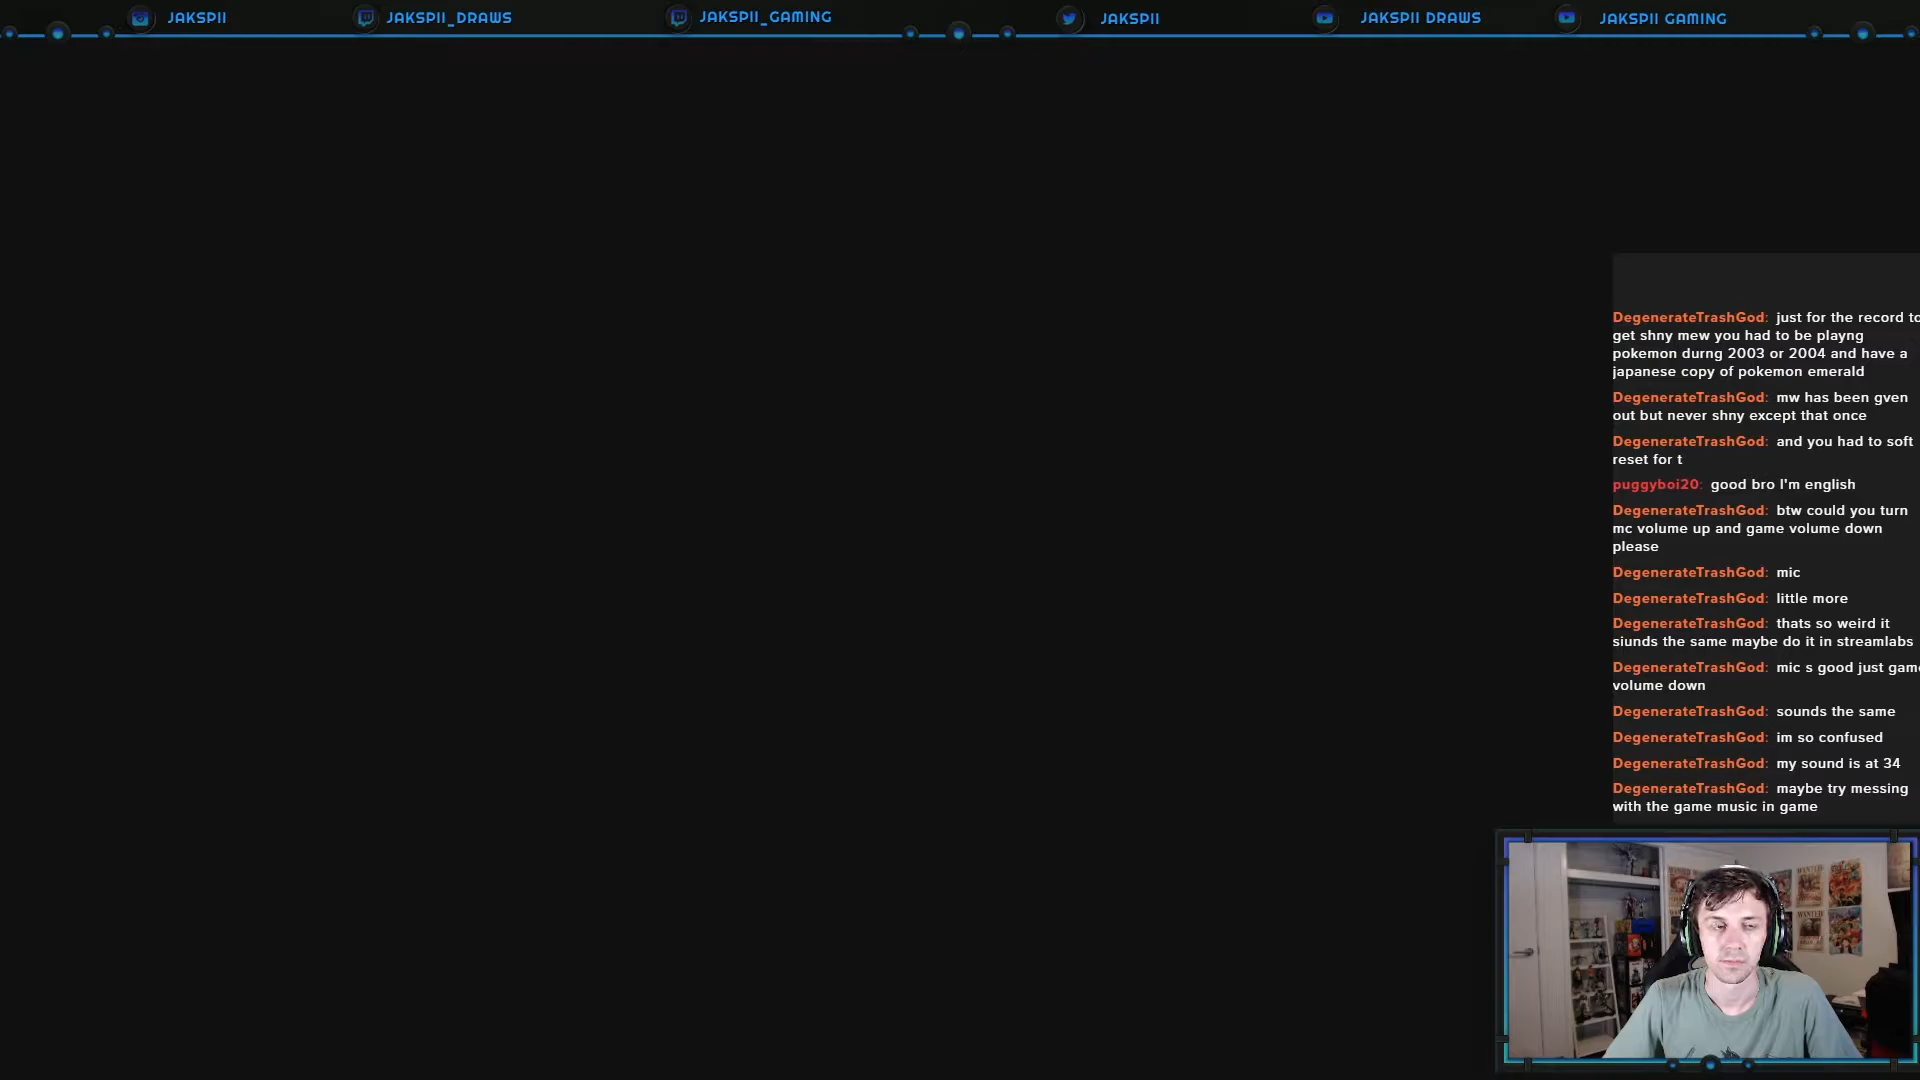 JAKSPII
JAKSPII_DRAWS
JAKSPII_GAMING
JAKSPII
JAKSPII DRAWS
JAKSPII GAMING
DegenerateTrashGod: just for the record to
get shny mew you had to be playng
pokemon durng 2003 or 2004 and have a
japanese copy of pokemon emerald
DegenerateTrashGod: mw has been gven
out but never shny except that once
DegenerateTrashGod: and you had to soft
reset for t
puggyboi20: good bro I'm english
DegenerateTrashGod: btw could you turn
mc volume up and game volume down
please
DegenerateTrashGod: mic
DegenerateTrashGod: little more
DegenerateTrashGod: thats so weird it
siunds the same maybe do it in streamlabs
DegenerateTrashGod: mic s good just game
volume down
DegenerateTrashGod: sounds the same
DegenerateTrashGod: im so confused
DegenerateTrashGod: my sound is at 34
DegenerateTrashGod: maybe try messing
with the game music in game
WANTED
WANTED